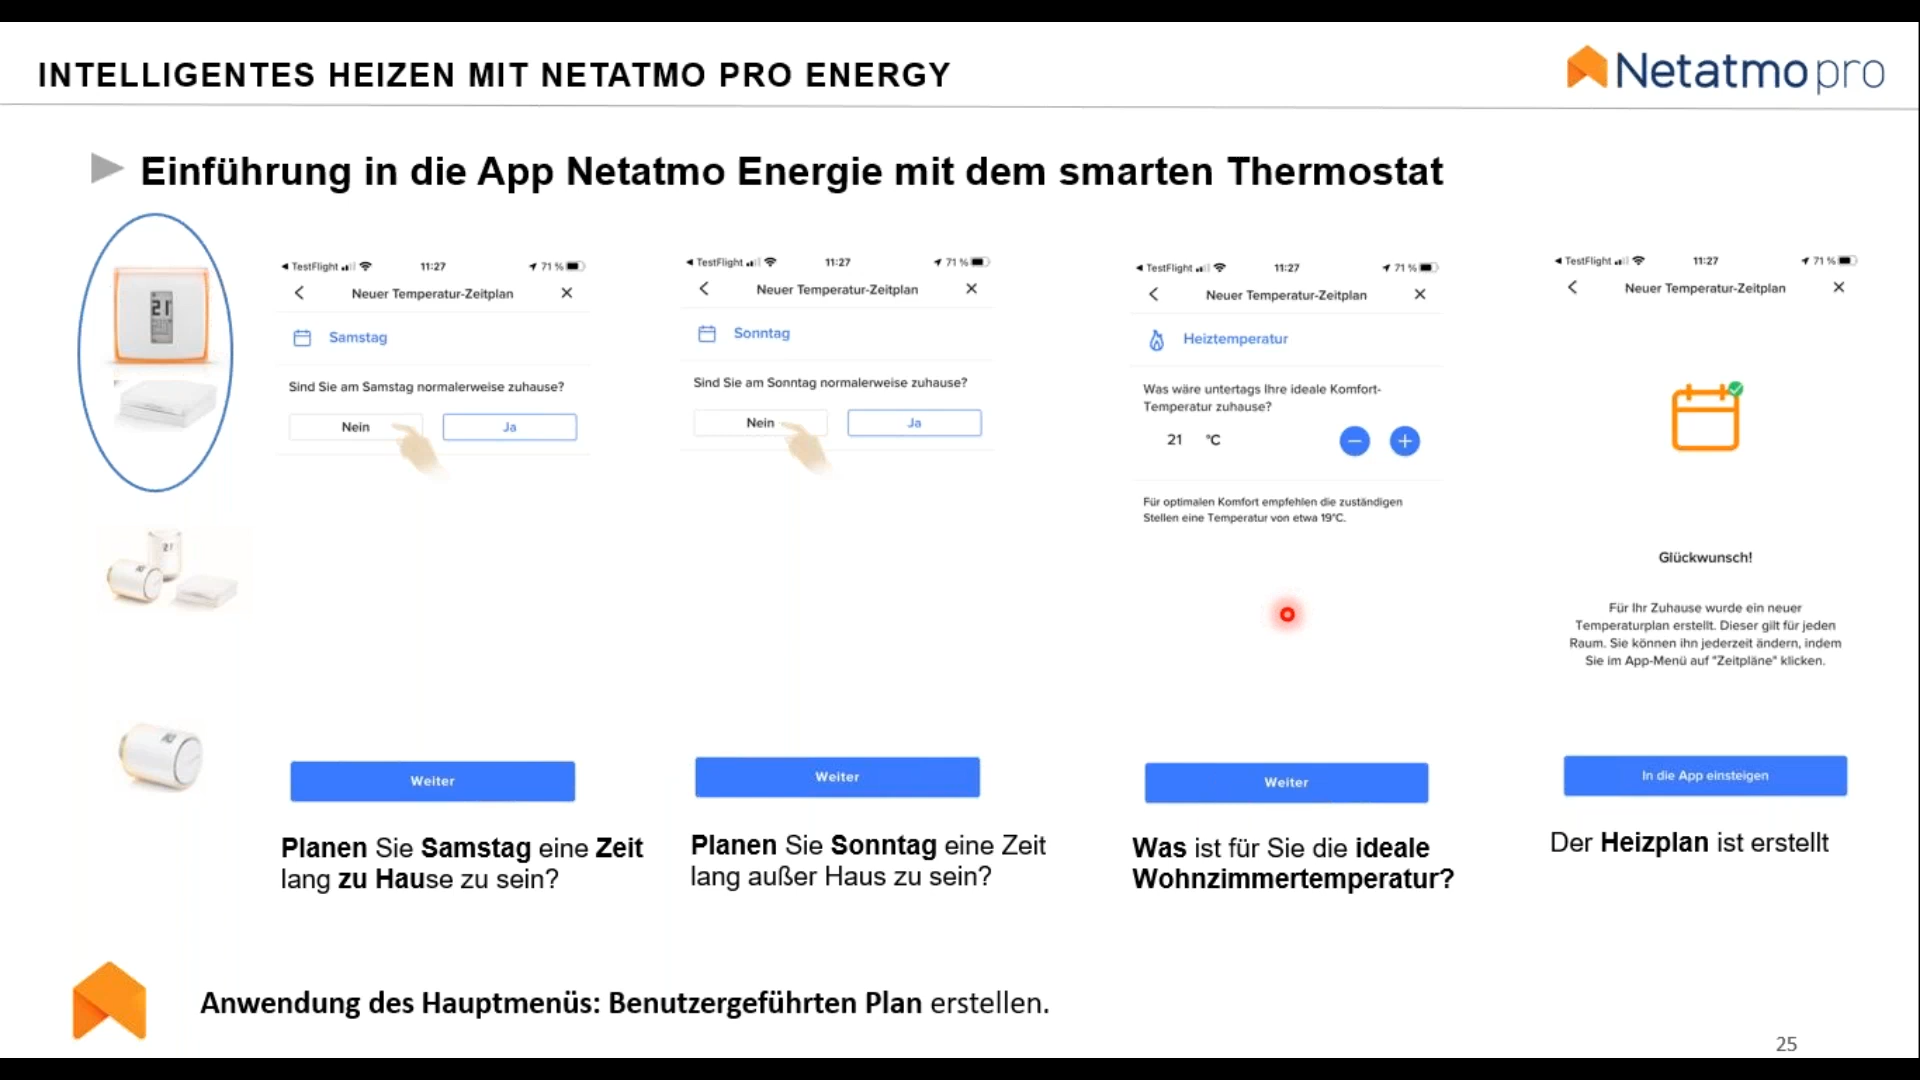 INTELLIGENTES HEIZEN MIT NETATMO PRO ENERGY
Netatmo pro
Einführung in die App Netatmo Energie mit dem smarten Thermostat
21
TestFlight 11:27 71 %
Neuer Temperatur-Zeitplan
Samstag
Sind Sie am Samstag normalerweise zuhause?
Nein Ja
Weiter
Planen Sie Samstag eine Zeit
lang zu Hause zu sein?
TestFlight 11:27 71 %
Neuer Temperatur-Zeitplan
Sonntag
Sind Sie am Sonntag normalerweise zuhause?
Nein Ja
Weiter
Planen Sie Sonntag eine Zeit
lang außer Haus zu sein?
TestFlight 11:27 71 %
Neuer Temperatur-Zeitplan
Heiztemperatur
Was wäre untertags Ihre ideale Komfort-
Temperatur zuhause?
21 °C
Für optimalen Komfort empfehlen die zuständigen
Stellen eine Temperatur von etwa 19°C.
Weiter
Was ist für Sie die ideale
Wohnzimmertemperatur?
TestFlight 11:27 71 %
Neuer Temperatur-Zeitplan
Glückwunsch!
Für Ihr Zuhause wurde ein neuer
Temperaturplan erstellt. Dieser gilt für jeden
Raum. Sie können ihn jederzeit ändern, indem
Sie im App-Menü auf "Zeitpläne" klicken.
In die App einsteigen
Der Heizplan ist erstellt
Anwendung des Hauptmenüs: Benutzergeführten Plan erstellen.
25